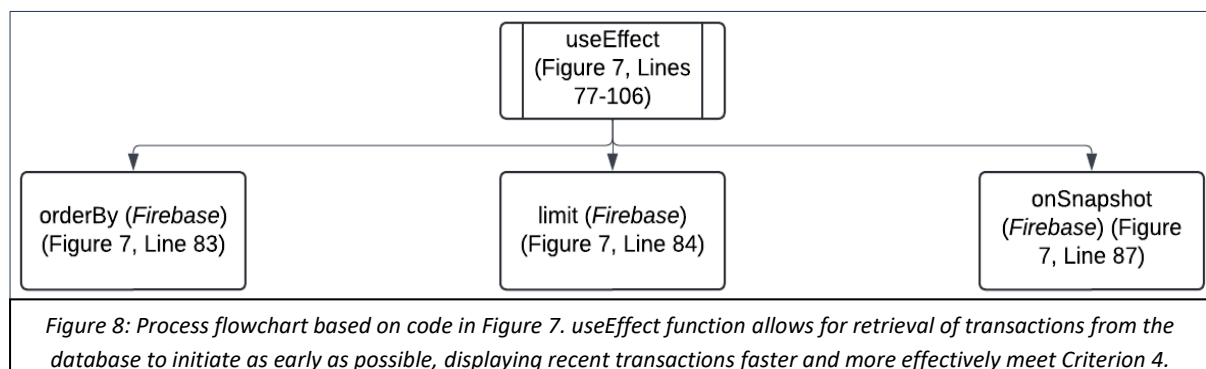 useEffect
(Figure 7, Lines
77-106)
orderBy (Firebase)
(Figure 7, Line 83)
limit (Firebase)
(Figure 7, Line 84)
onSnapshot
(Firebase) (Figure
7, Line 87)
Figure 8: Process flowchart based on code in Figure 7. useEffect function allows for retrieval of transactions from the
database to initiate as early as possible, displaying recent transactions faster and more effectively meet Criterion 4.